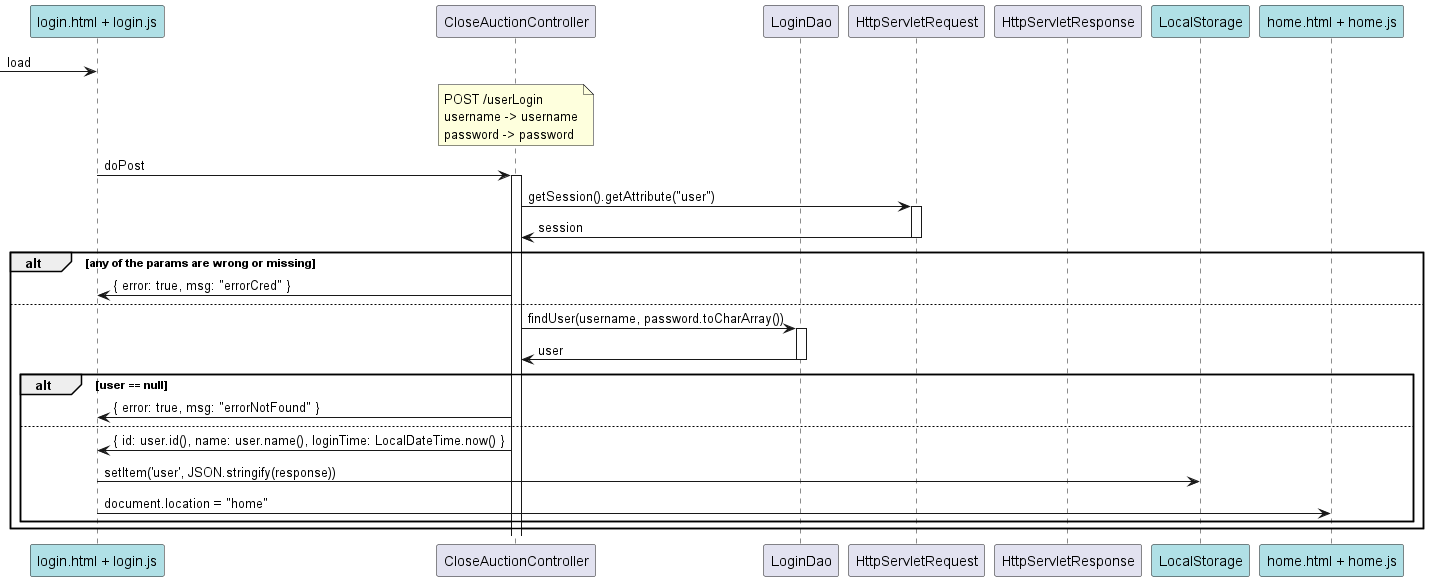 login.html + login.js
CloseAuctionController
LoginDao
HttpServletRequest
HttpServletResponse
LocalStorage
home.html + home.js
load
POST /userLogin
username -> username
password -> password
doPost
getSession().getAttribute("user")
session
alt
[any of the params are wrong or missing]
{ error: true, msg: "errorCred" }
findUser(username, password.toCharArray())
user
alt
[user == null]
{ error: true, msg: "errorNotFound" }
{ id: user.id(), name: user.name(), loginTime: LocalDateTime.now() }
setItem('user', JSON.stringify(response))
document.location = "home"
login.html + login.js
CloseAuctionController
LoginDao
HttpServletRequest
HttpServletResponse
LocalStorage
home.html + home.js